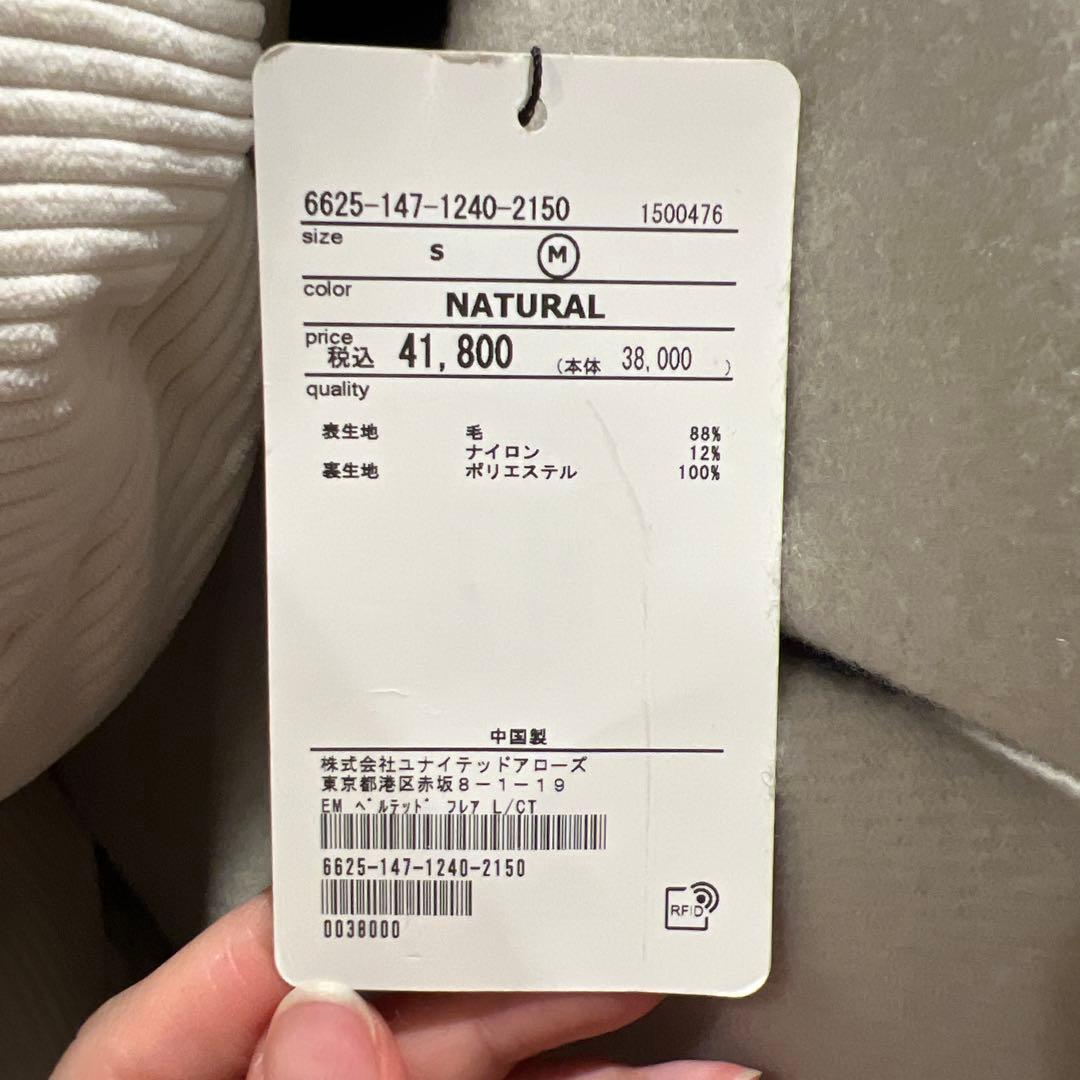 6625-147-1240-2150 1500476
size
S M
color
NATURAL
price
税込 41,800 (本体 38,000 )
quality
表生地 毛 88%
ナイロン 12%
裏生地 ポリエステル 100%
中国製
株式会社ユナイテッドアローズ
東京都港区赤坂8-1-19
EM ベルテッド フレア L/CT
6625-147-1240-2150
0038000
RFID